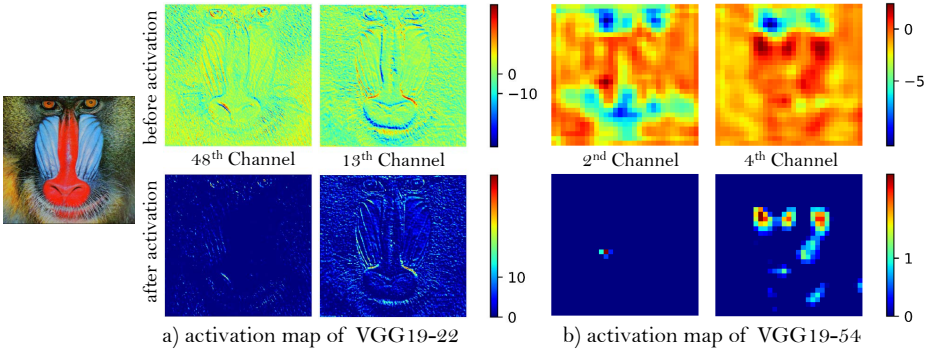 before activation
0
−10
0
−5
48th Channel
13th Channel
2nd Channel
4th Channel
after activation
10
0
1
0
a) activation map of VGG19-22
b) activation map of VGG19-54